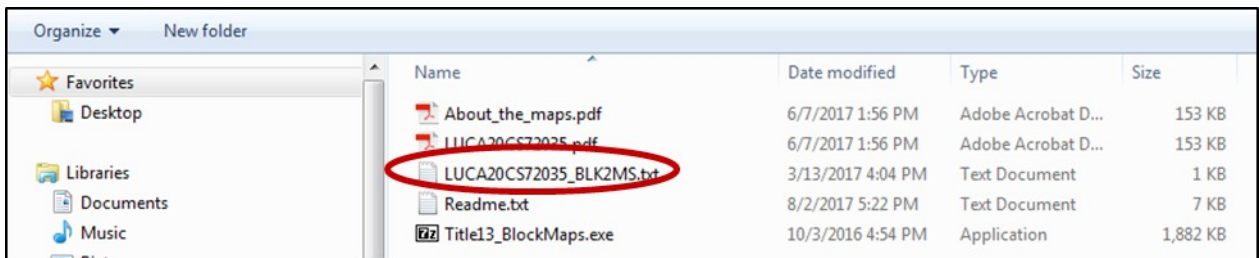 Organize New folder
Favorites
Desktop
Libraries
Documents
Music
Name Date modified Type Size
About_the_maps.pdf 6/7/2017 1:56 PM Adobe Acrobat D... 153 KB
LUCA20CS72035.pdf 6/7/2017 1:56 PM Adobe Acrobat D... 153 KB
LUCA20CS72035_BLK2MS.txt 3/13/2017 4:04 PM Text Document 1 KB
Readme.txt 8/2/2017 5:22 PM Text Document 7 KB
Title13_BlockMaps.exe 10/3/2016 4:54 PM Application 1,882 KB